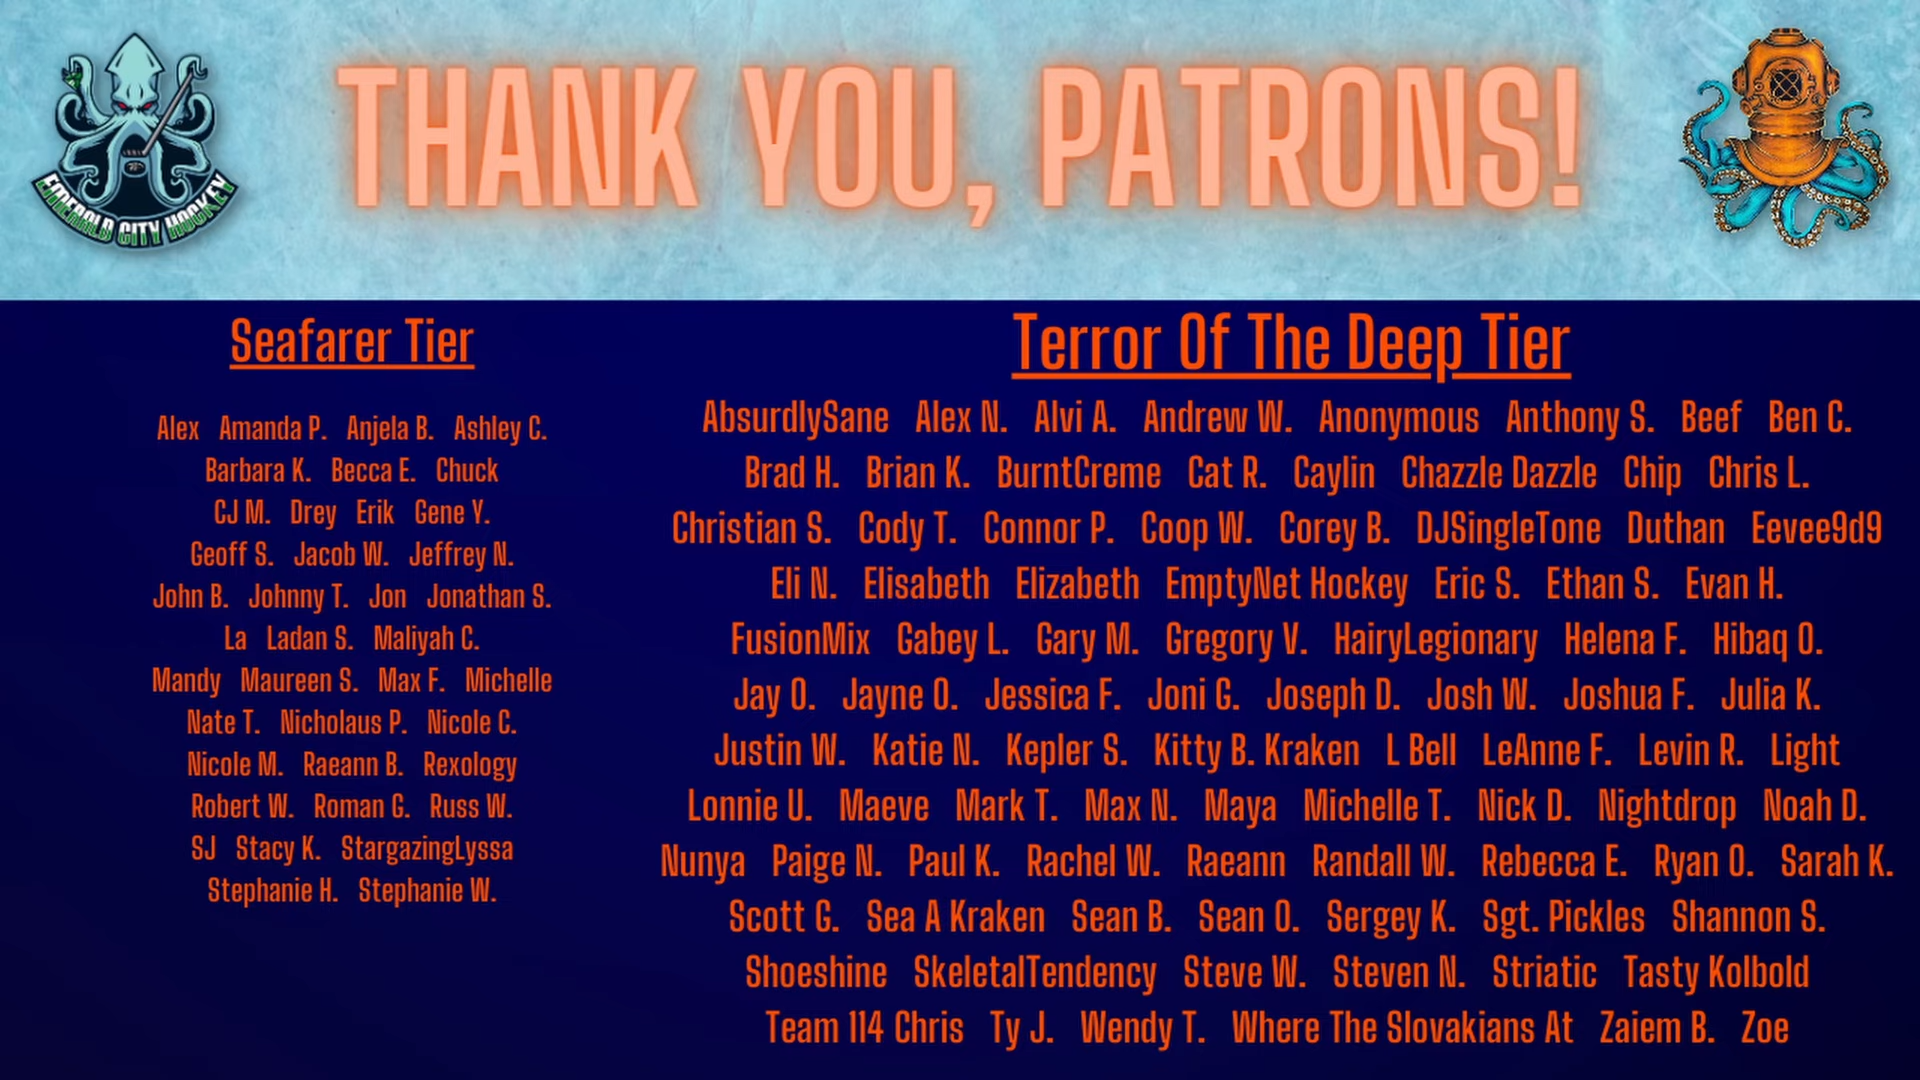 THANK YOU, PATRONS!
EMERALD CITY HOCKEY
Seafarer Tier
Alex Amanda P. Anjela B. Ashley C.
Barbara K. Becca E. Chuck
CJ M. Drey Erik Gene Y.
Geoff S. Jacob W. Jeffrey N.
John B. Johnny T. Jon Jonathan S.
La Ladan S. Maliyah C.
Mandy Maureen S. Max F. Michelle
Nate T. Nicholaus P. Nicole C.
Nicole M. Raeann B. Rexology
Robert W. Roman G. Russ W.
SJ Stacy K. StargazingLyssa
Stephanie H. Stephanie W.
Terror Of The Deep Tier
AbsurdlySane Alex N. Alvi A. Andrew W. Anonymous Anthony S. Beef Ben C.
Brad H. Brian K. BurntCreme Cat R. Caylin Chazzle Dazzle Chip Chris L.
Christian S. Cody T. Connor P. Coop W. Corey B. DJSingleTone Duthan Eevee9d9
Eli N. Elisabeth Elizabeth EmptyNet Hockey Eric S. Ethan S. Evan H.
FusionMix Gabey L. Gary M. Gregory V. HairyLegionary Helena F. Hibaq O.
Jay O. Jayne O. Jessica F. Joni G. Joseph D. Josh W. Joshua F. Julia K.
Justin W. Katie N. Kepler S. Kitty B. Kraken L Bell LeAnne F. Levin R. Light
Lonnie U. Maeve Mark T. Max N. Maya Michelle T. Nick D. Nightdrop Noah D.
Nunya Paige N. Paul K. Rachel W. Raeann Randall W. Rebecca E. Ryan O. Sarah K.
Scott G. Sea A Kraken Sean B. Sean O. Sergey K. Sgt. Pickles Shannon S.
Shoeshine SkeletalTendency Steve W. Steven N. Striatic Tasty Kolbold
Team 114 Chris Ty J. Wendy T. Where The Slovakians At Zaiem B. Zoe